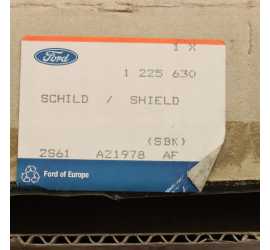 Ford
1 X
1 225 630
SCHILD / SHIELD
(SBK)
2S61 A21978 AF
Ford of Europe